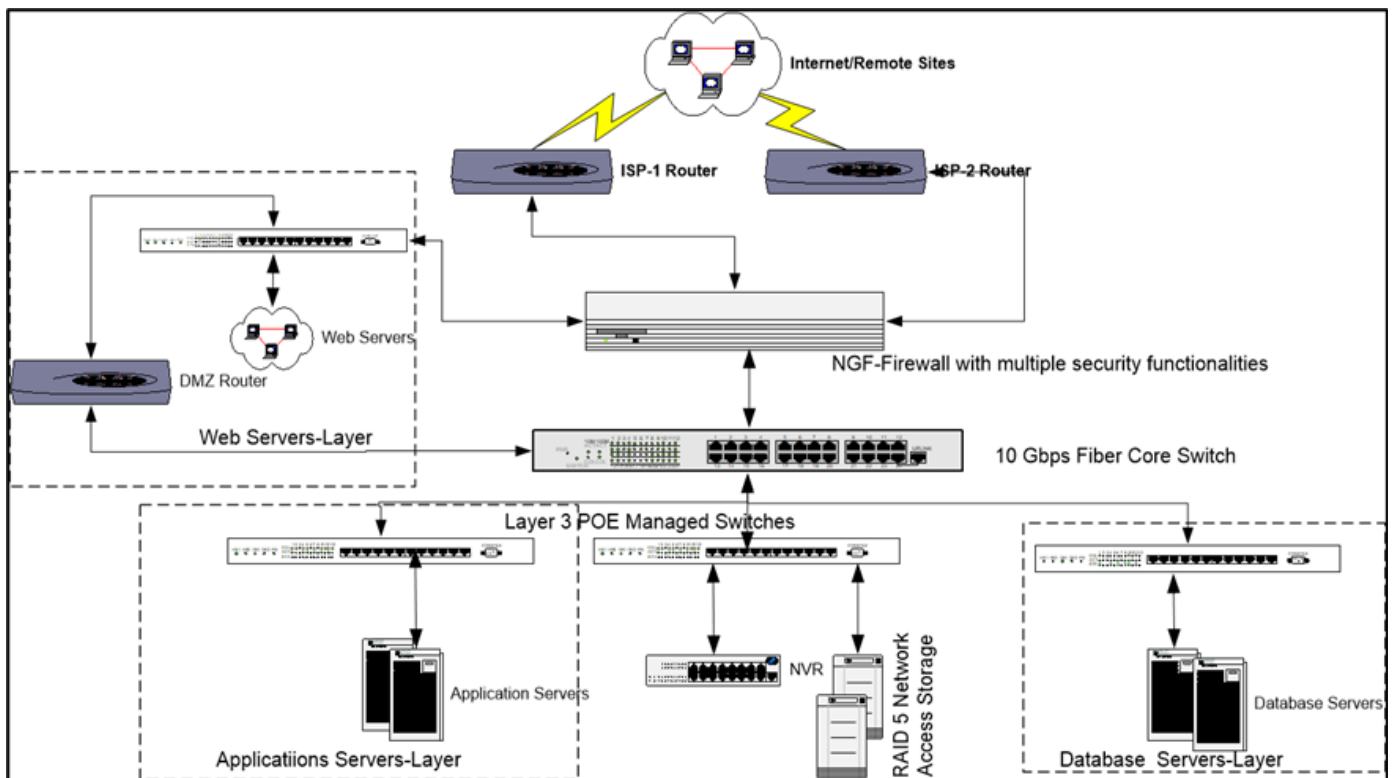 Internet/Remote Sites
ISP-1 Router
ISP-2 Router
Web Servers
DMZ Router
NGF-Firewall with multiple security functionalities
Web Servers-Layer
10 Gbps Fiber Core Switch
Layer 3 POE Managed Switches
NVR
RAID 5 Network
Access Storage
Application Servers
Database Servers
Applicatiions Servers-Layer
Database Servers-Layer